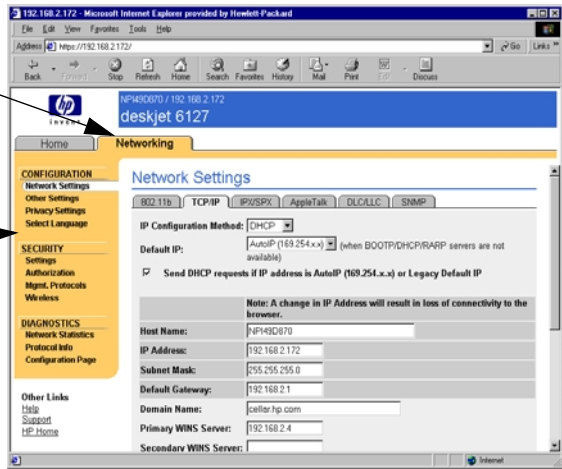 192.168.2.172 - Microsoft Internet Explorer provided by Hewlett-Packard
File Edit View Favorites Tools Help
Address https://192.168.2.172/ Go Links »
Back Forward Stop Refresh Home Search Favorites History Mail Print Edit Discuss
hp
invent
NPI49D870 / 192.168.2.172
deskjet 6127
Home Networking
CONFIGURATION
Network Settings
Other Settings
Privacy Settings
Select Language
SECURITY
Settings
Authorization
Mgmt. Protocols
Wireless
DIAGNOSTICS
Network Statistics
Protocol Info
Configuration Page
Other Links
Help
Support
HP Home
Network Settings
802.11b TCP/IP IPX/SPX AppleTalk DLC/LLC SNMP
IP Configuration Method: DHCP
Default IP: AutoIP (169.254.x.x) (when BOOTP/DHCP/RARP servers are not
available)
Send DHCP requests if IP address is AutoIP (169.254.x.x) or Legacy Default IP
Note: A change in IP Address will result in loss of connectivity to the
browser.
Host Name: NPI49D870
IP Address: 192.168.2.172
Subnet Mask: 255.255.255.0
Default Gateway: 192.168.2.1
Domain Name: cellar.hp.com
Primary WINS Server: 192.168.2.4
Secondary WINS Server:
Internet